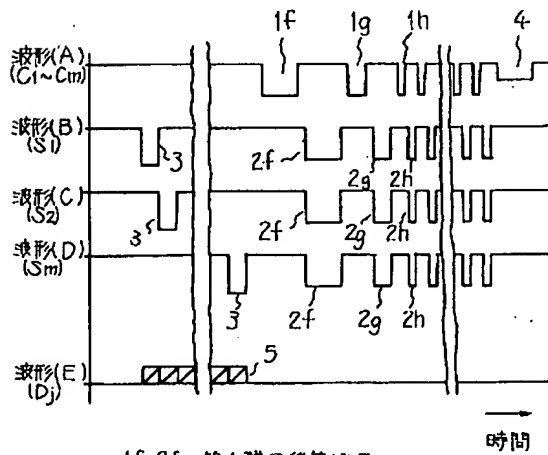 1f 1g 1h 4
波形(A)
(C1~Cm)
波形(B)
(S1)
3 2f 2g 2h
波形(C)
(S2)
3 2f 2g 2h
波形(D)
(Sm)
3 2f 2g 2h
波形(E)
(Dj)
5
時間